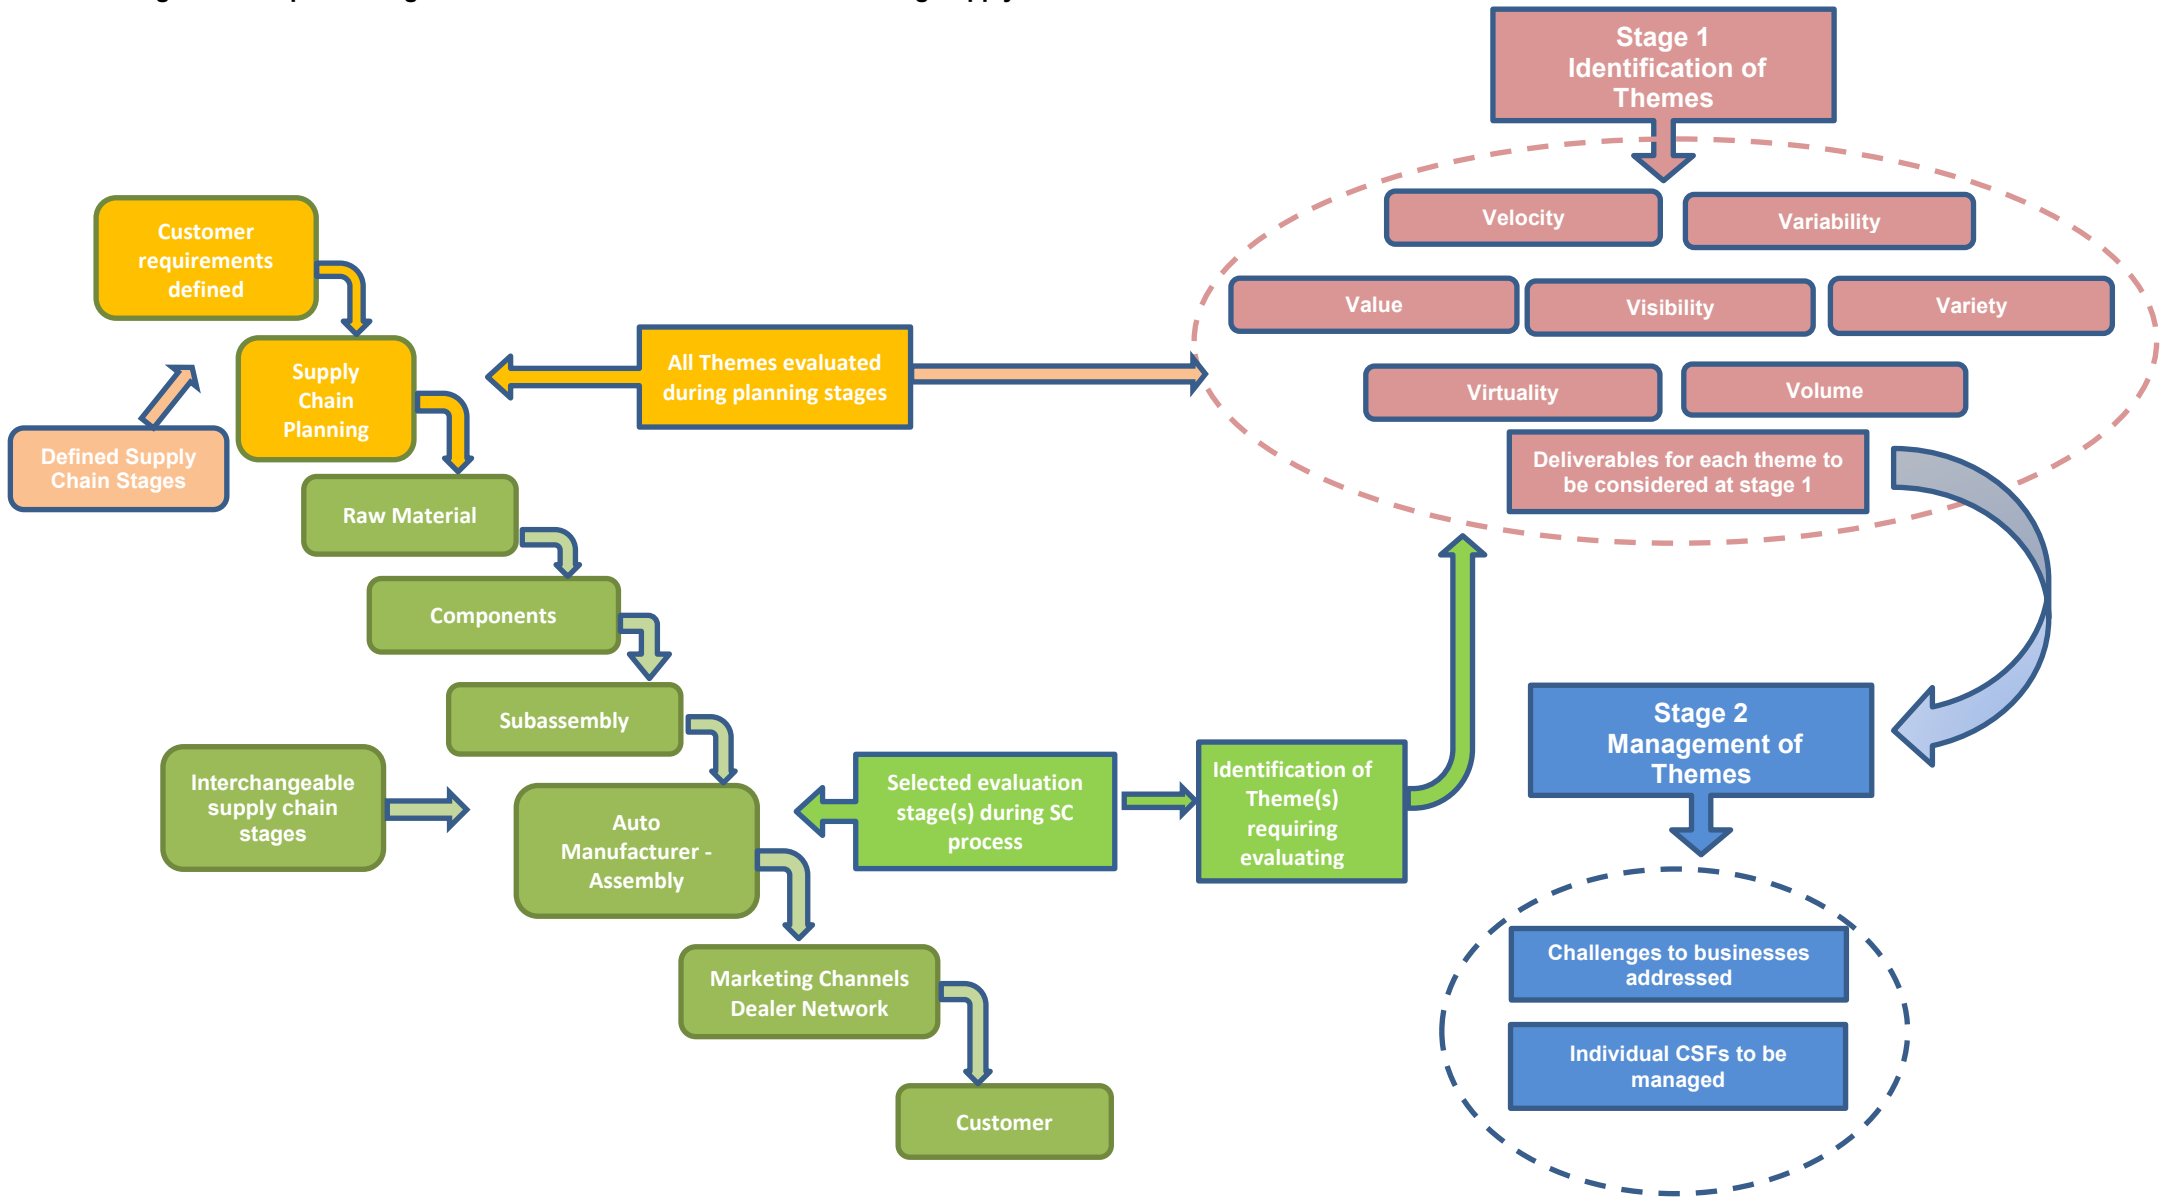 Stage 1
Identification of
Themes
Velocity
Variability
Customer
requirements
defined
Value
Visibility
Variety
All Themes evaluated
during planning stages
Supply
Chain
Planning
Virtuality
Volume
Defined Supply
Chain Stages
Deliverables for each theme to
be considered at stage 1
Raw Material
Components
Subassembly
Stage 2
Management of
Themes
Interchangeable
supply chain
stages
Auto
Manufacturer -
Assembly
Selected evaluation
stage(s) during SC
process
Identification of
Theme(s)
requiring
evaluating
Marketing Channels
Dealer Network
Challenges to businesses
addressed
Individual CSFs to be
managed
Customer